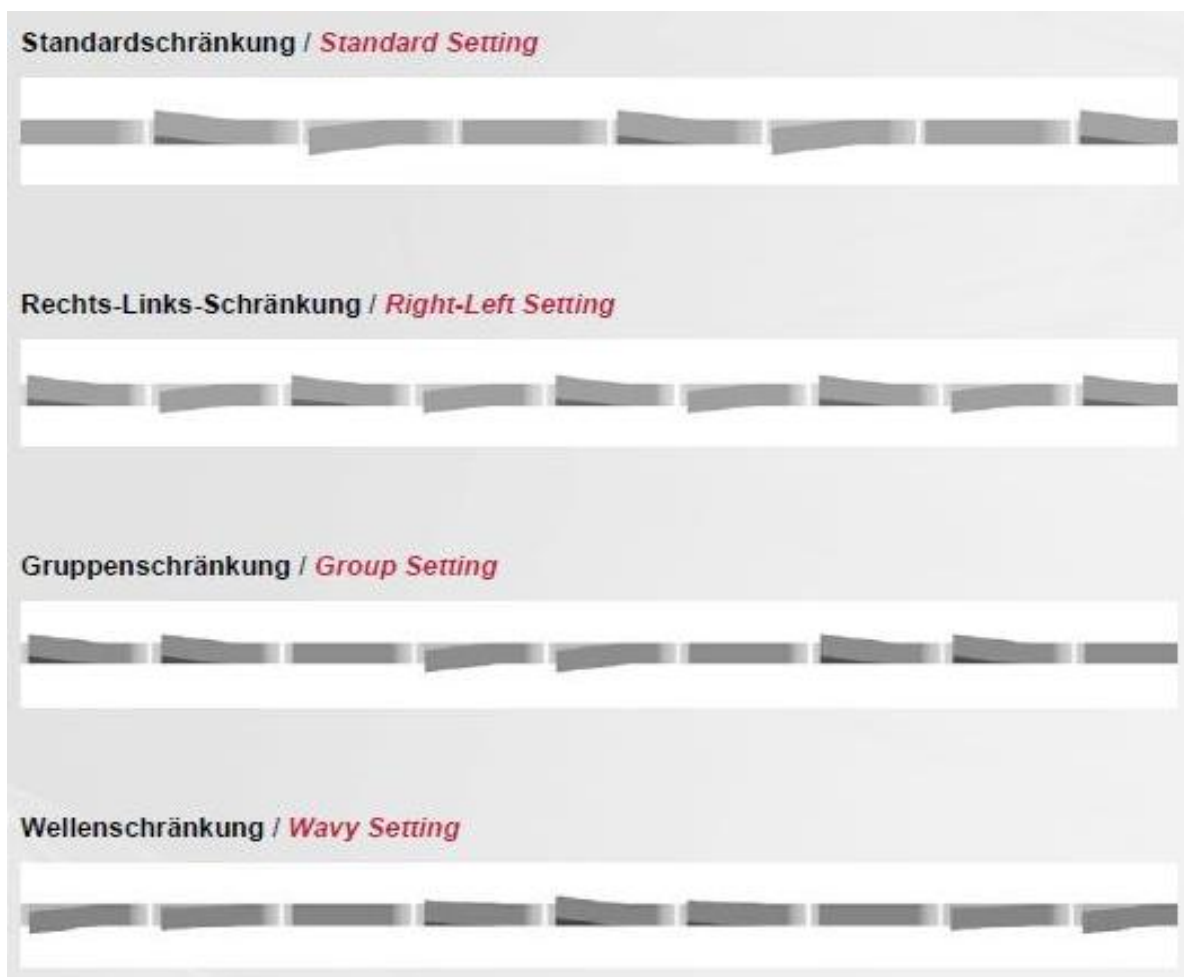 Standardschränkung / Standard Setting
Rechts-Links-Schränkung / Right-Left Setting
Gruppenschränkung / Group Setting
Wellenschränkung / Wavy Setting